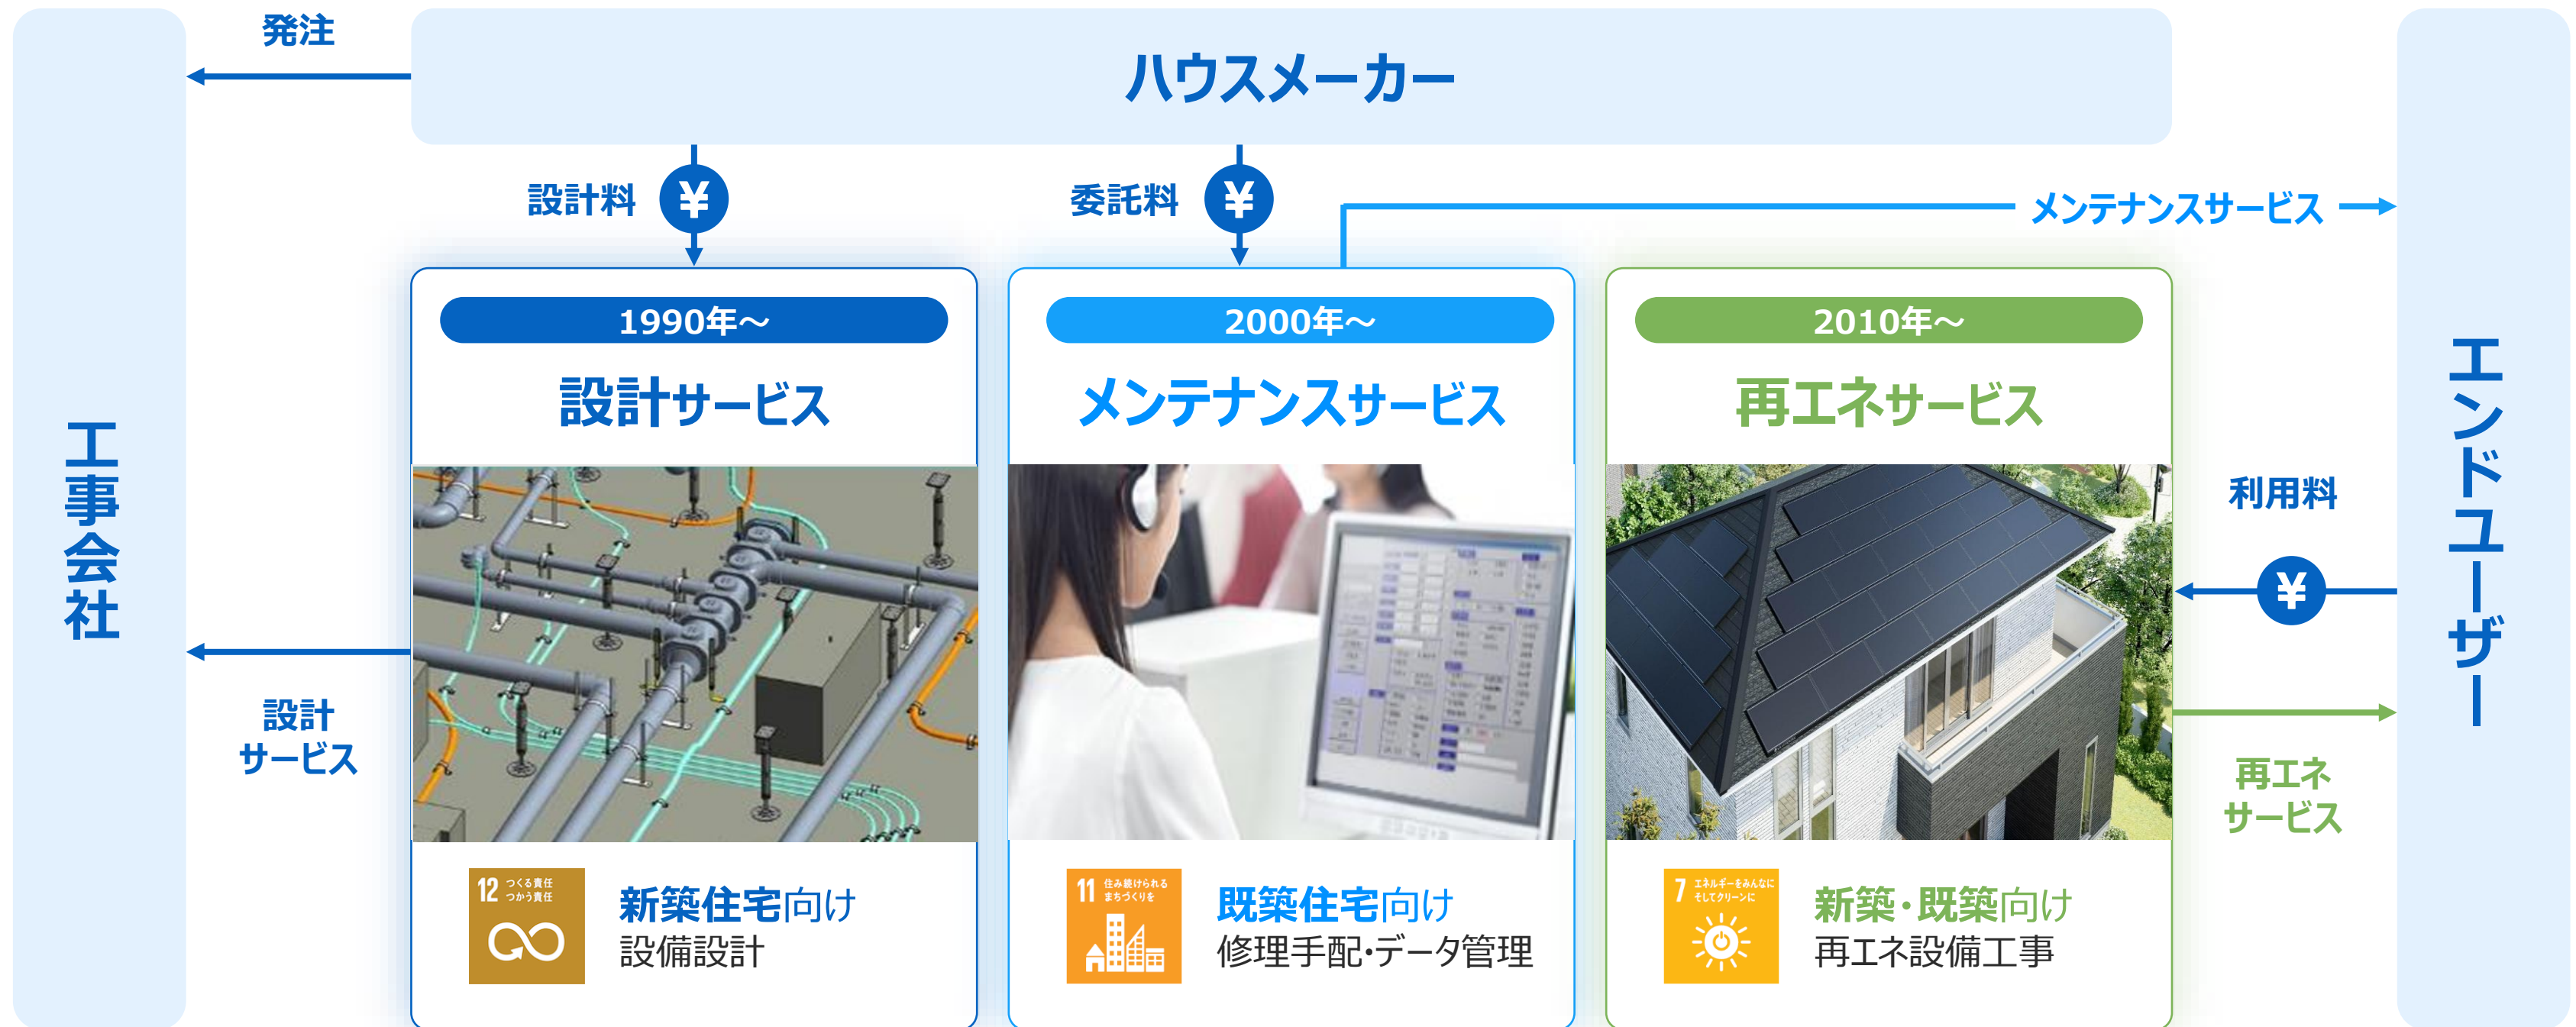 発注
ハウスメーカー
設計料
¥
委託料
¥
メンテナンスサービス
工事会社
エンドユーザー
1990年～
設計サービス
2000年～
メンテナンスサービス
2010年～
再エネサービス
利用料
¥
設計
サービス
再エネ
サービス
12 つくる責任
つかう責任
新築住宅向け
設備設計
11 住み続けられる
まちづくりを
既築住宅向け
修理手配・データ管理
7 エネルギーをみんなに
そしてクリーンに
新築・既築向け
再エネ設備工事